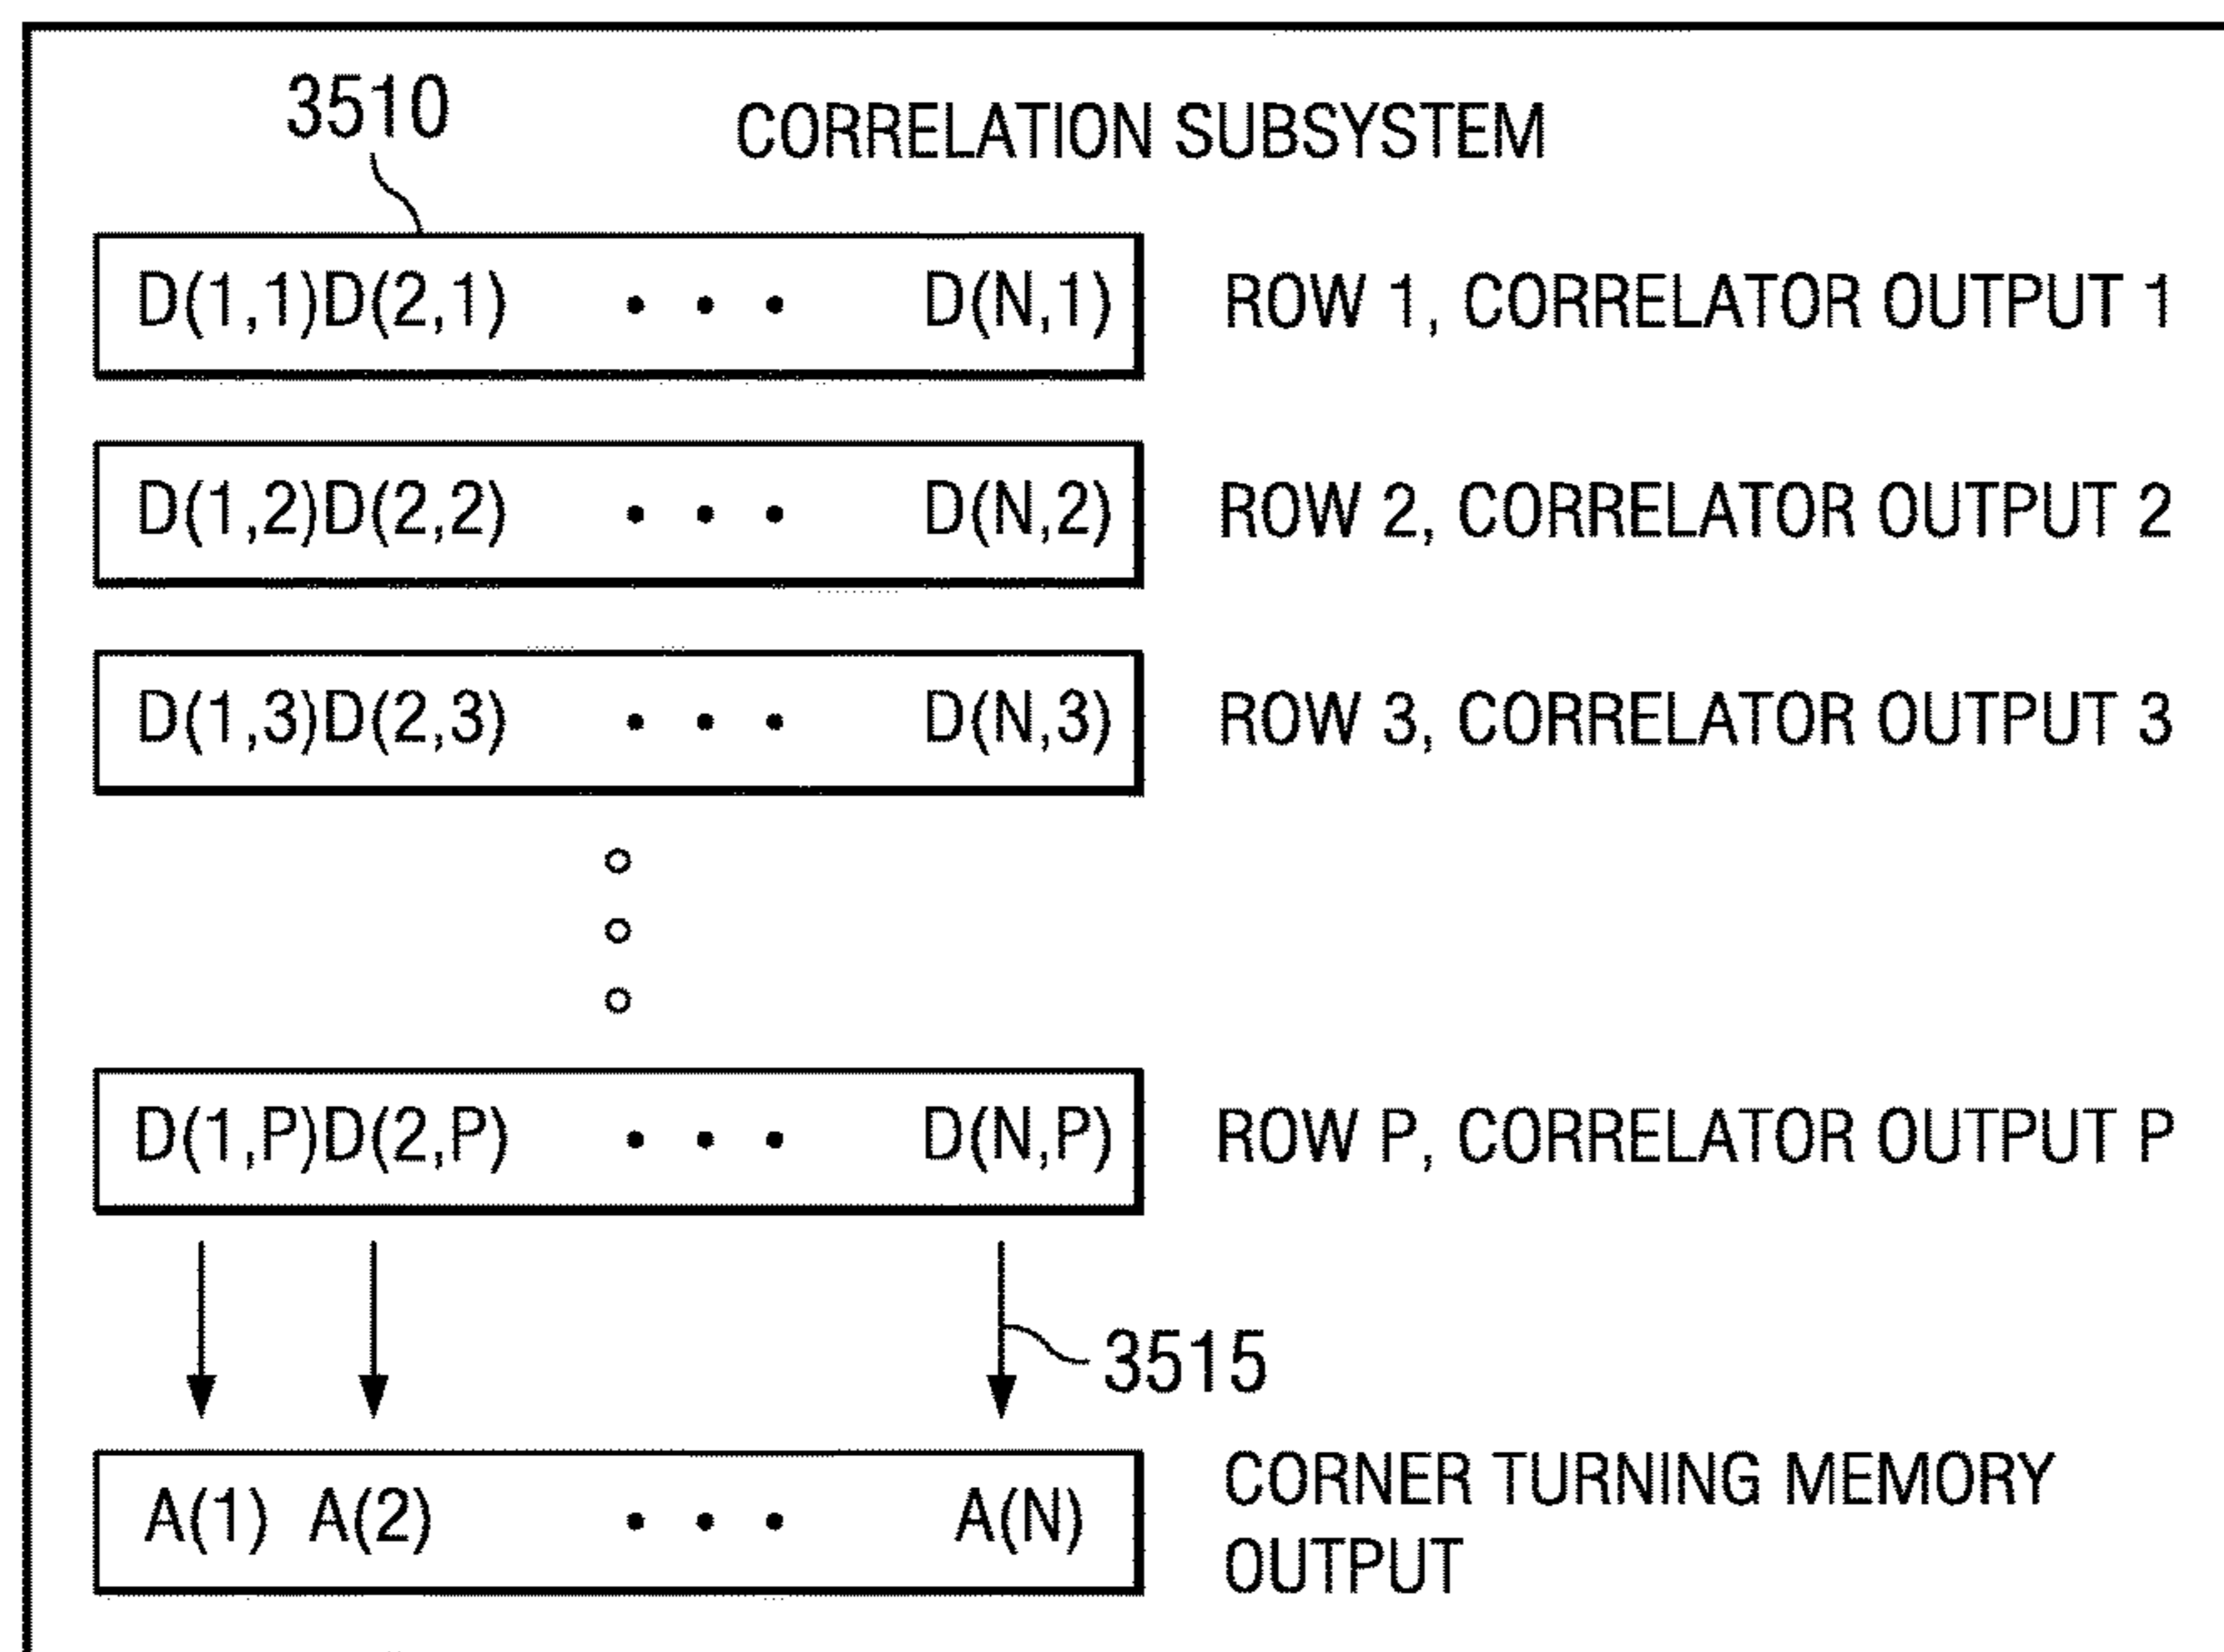 3510
CORRELATION SUBSYSTEM
D(1,1)D(2,1) • • • D(N,1) ROW 1, CORRELATOR OUTPUT 1
D(1,2)D(2,2) • • • D(N,2) ROW 2, CORRELATOR OUTPUT 2
D(1,3)D(2,3) • • • D(N,3) ROW 3, CORRELATOR OUTPUT 3
D(1,P)D(2,P) • • • D(N,P) ROW P, CORRELATOR OUTPUT P
3515
A(1) A(2) • • • A(N) CORNER TURNING MEMORY
OUTPUT